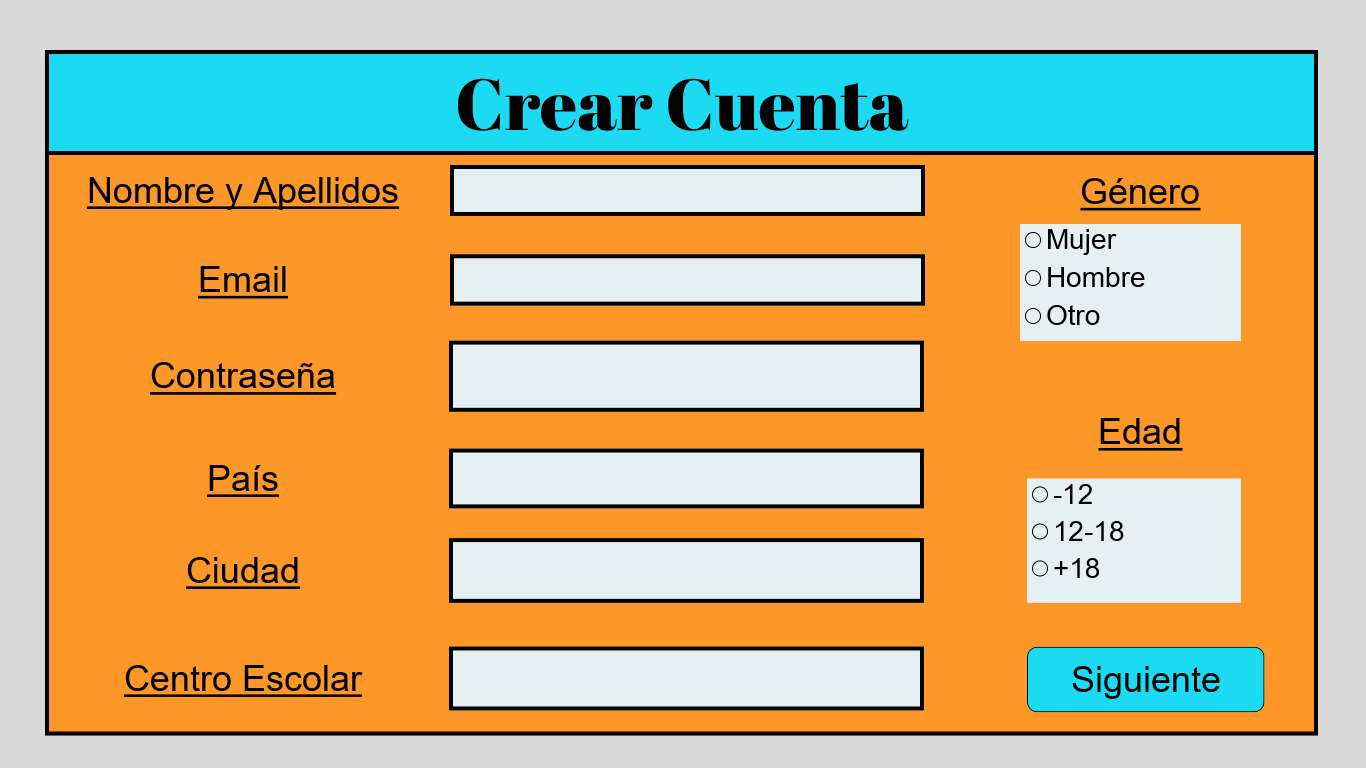 Crear Cuenta
Nombre y Apellidos
Email
Contraseña
País
Ciudad
Centro Escolar
Género
Mujer
Hombre
Otro
Edad
-12
12-18
+18
Siguiente